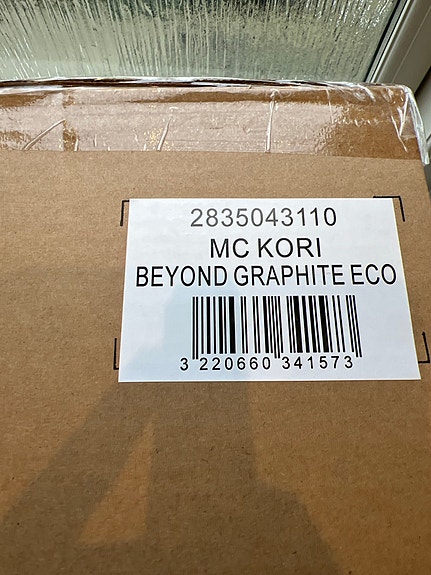 2835043110
MC KORI
BEYOND GRAPHITE ECO
3 220660 341573